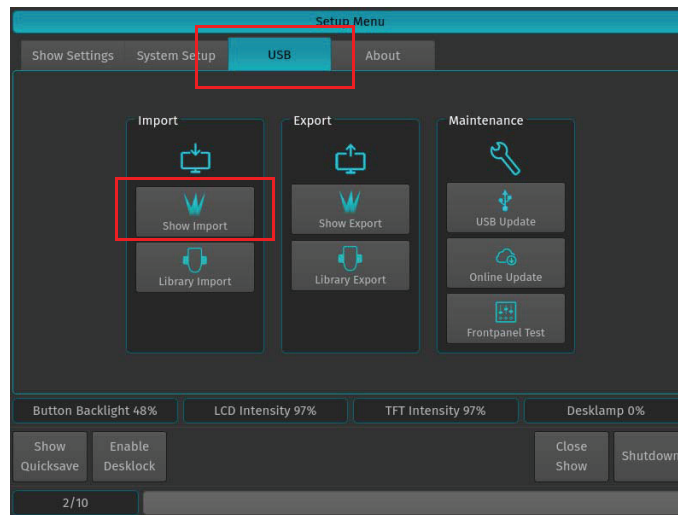 Setup Menu
Show Settings System Setup USB About
Import Export Maintenance
Show Import Show Export USB Update
Library Import Library Export Online Update
Frontpanel Test
Button Backlight 48% LCD Intensity 97% TFT Intensity 97% Desklamp 0%
Show Quicksave
Enable Desklock
Close Show
Shutdown
2/10